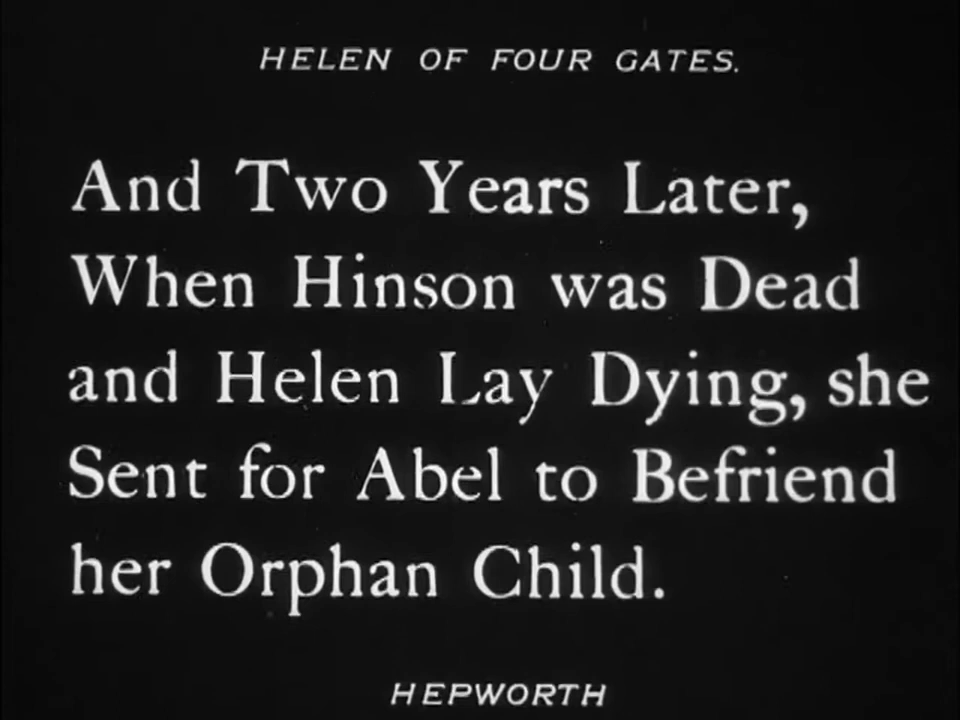 HELEN OF FOUR GATES.
And Two Years Later,
When Hinson was Dead
and Helen Lay Dying, she
Sent for Abel to Befriend
her Orphan Child.
HEPWORTH